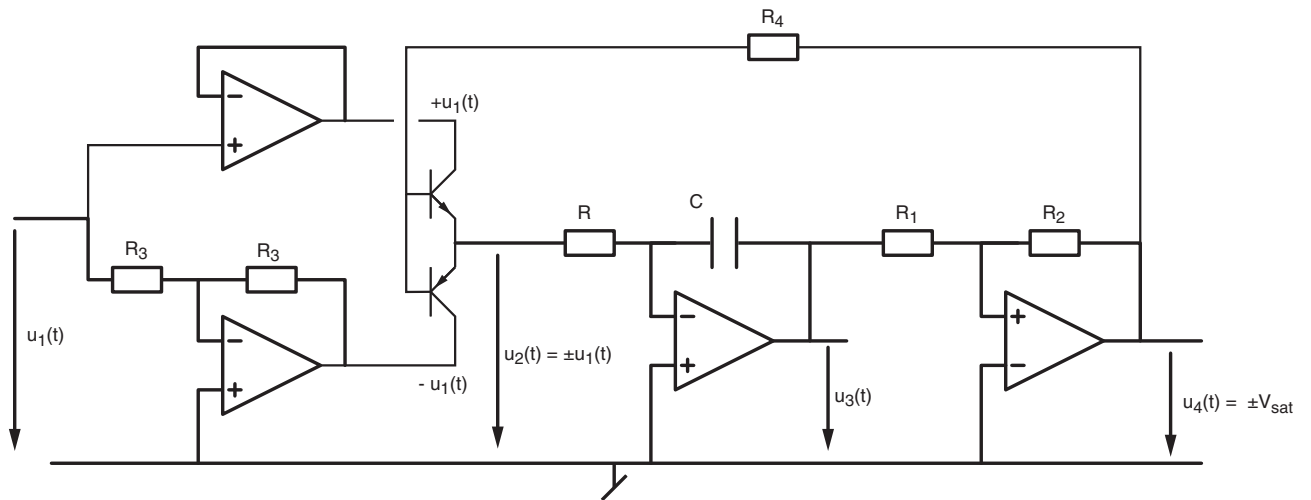 R4
+u1(t)
R
C
R1
R2
R3
R3
u1(t)
u2(t) = ±u1(t)
- u1(t)
u3(t)
u4(t) = ±Vsat
−
+
−
+
−
+
+
−